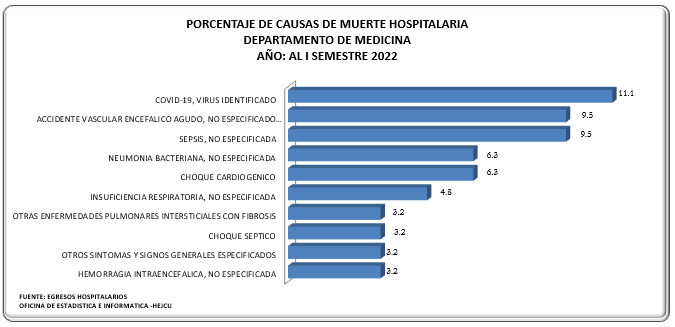 PORCENTAJE DE CAUSAS DE MUERTE HOSPITALARIA
DEPARTAMENTO DE MEDICINA
AÑO: AL I SEMESTRE 2022
COVID-19, VIRUS IDENTIFICADO 11.1
ACCIDENTE VASCULAR ENCEFALICO AGUDO, NO ESPECIFICADO... 9.5
SEPSIS, NO ESPECIFICADA 9.5
NEUMONIA BACTERIANA, NO ESPECIFICADA 6.3
CHOQUE CARDIOGENICO 6.3
INSUFICIENCIA RESPIRATORIA, NO ESPECIFICADA 4.8
OTRAS ENFERMEDADES PULMONARES INTERSTICIALES CON FIBROSIS 3.2
CHOQUE SEPTICO 3.2
OTROS SINTOMAS Y SIGNOS GENERALES ESPECIFICADOS 3.2
HEMORRAGIA INTRAENCEFALICA, NO ESPECIFICADA 3.2
FUENTE: EGRESOS HOSPITALARIOS
OFICINA DE ESTADISTICA E INFORMATICA -HEJCU